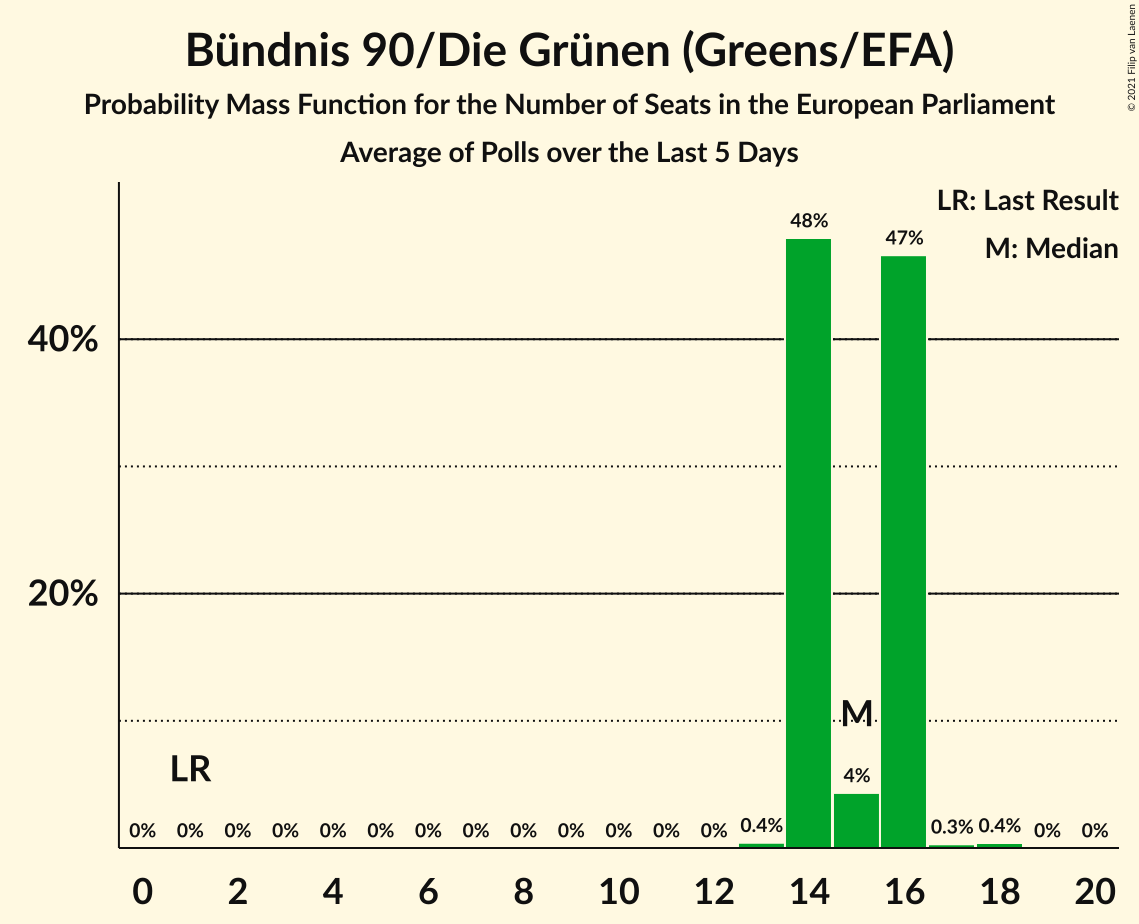 Bündnis 90/Die Grünen (Greens/EFA)
Probability Mass Function for the Number of Seats in the European Parliament
Average of Polls over the Last 5 Days
© 2021 Filip van Laenen
LR: Last Result
M: Median
48%
47%
40%
20%
M
LR
4%
0% 0% 0% 0% 0% 0% 0% 0% 0% 0% 0% 0% 0% 0.4% 0.3% 0.4% 0% 0%
0 2 4 6 8 10 12 14 16 18 20